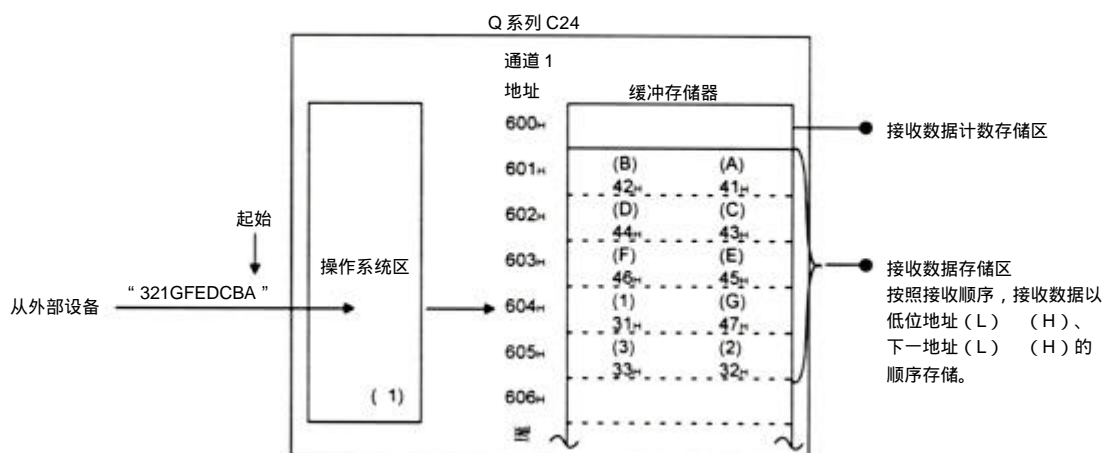 Q 系列 C24
通道 1
地址
缓冲存储器
600H
接收数据计数存储区
601H
(B) (A)
42H 41H
602H
(D) (C)
44H 43H
起始
603H
(F) (E)
46H 45H
操作系统区
接收数据存储区
从外部设备
“ 321GFEDCBA ”
604H
(1) (G)
31H 47H
按照接收顺序，接收数据以
低位地址（L） （H）、
下一地址（L） （H）的
顺序存储。
605H
(3) (2)
33H 32H
( 1)
606H